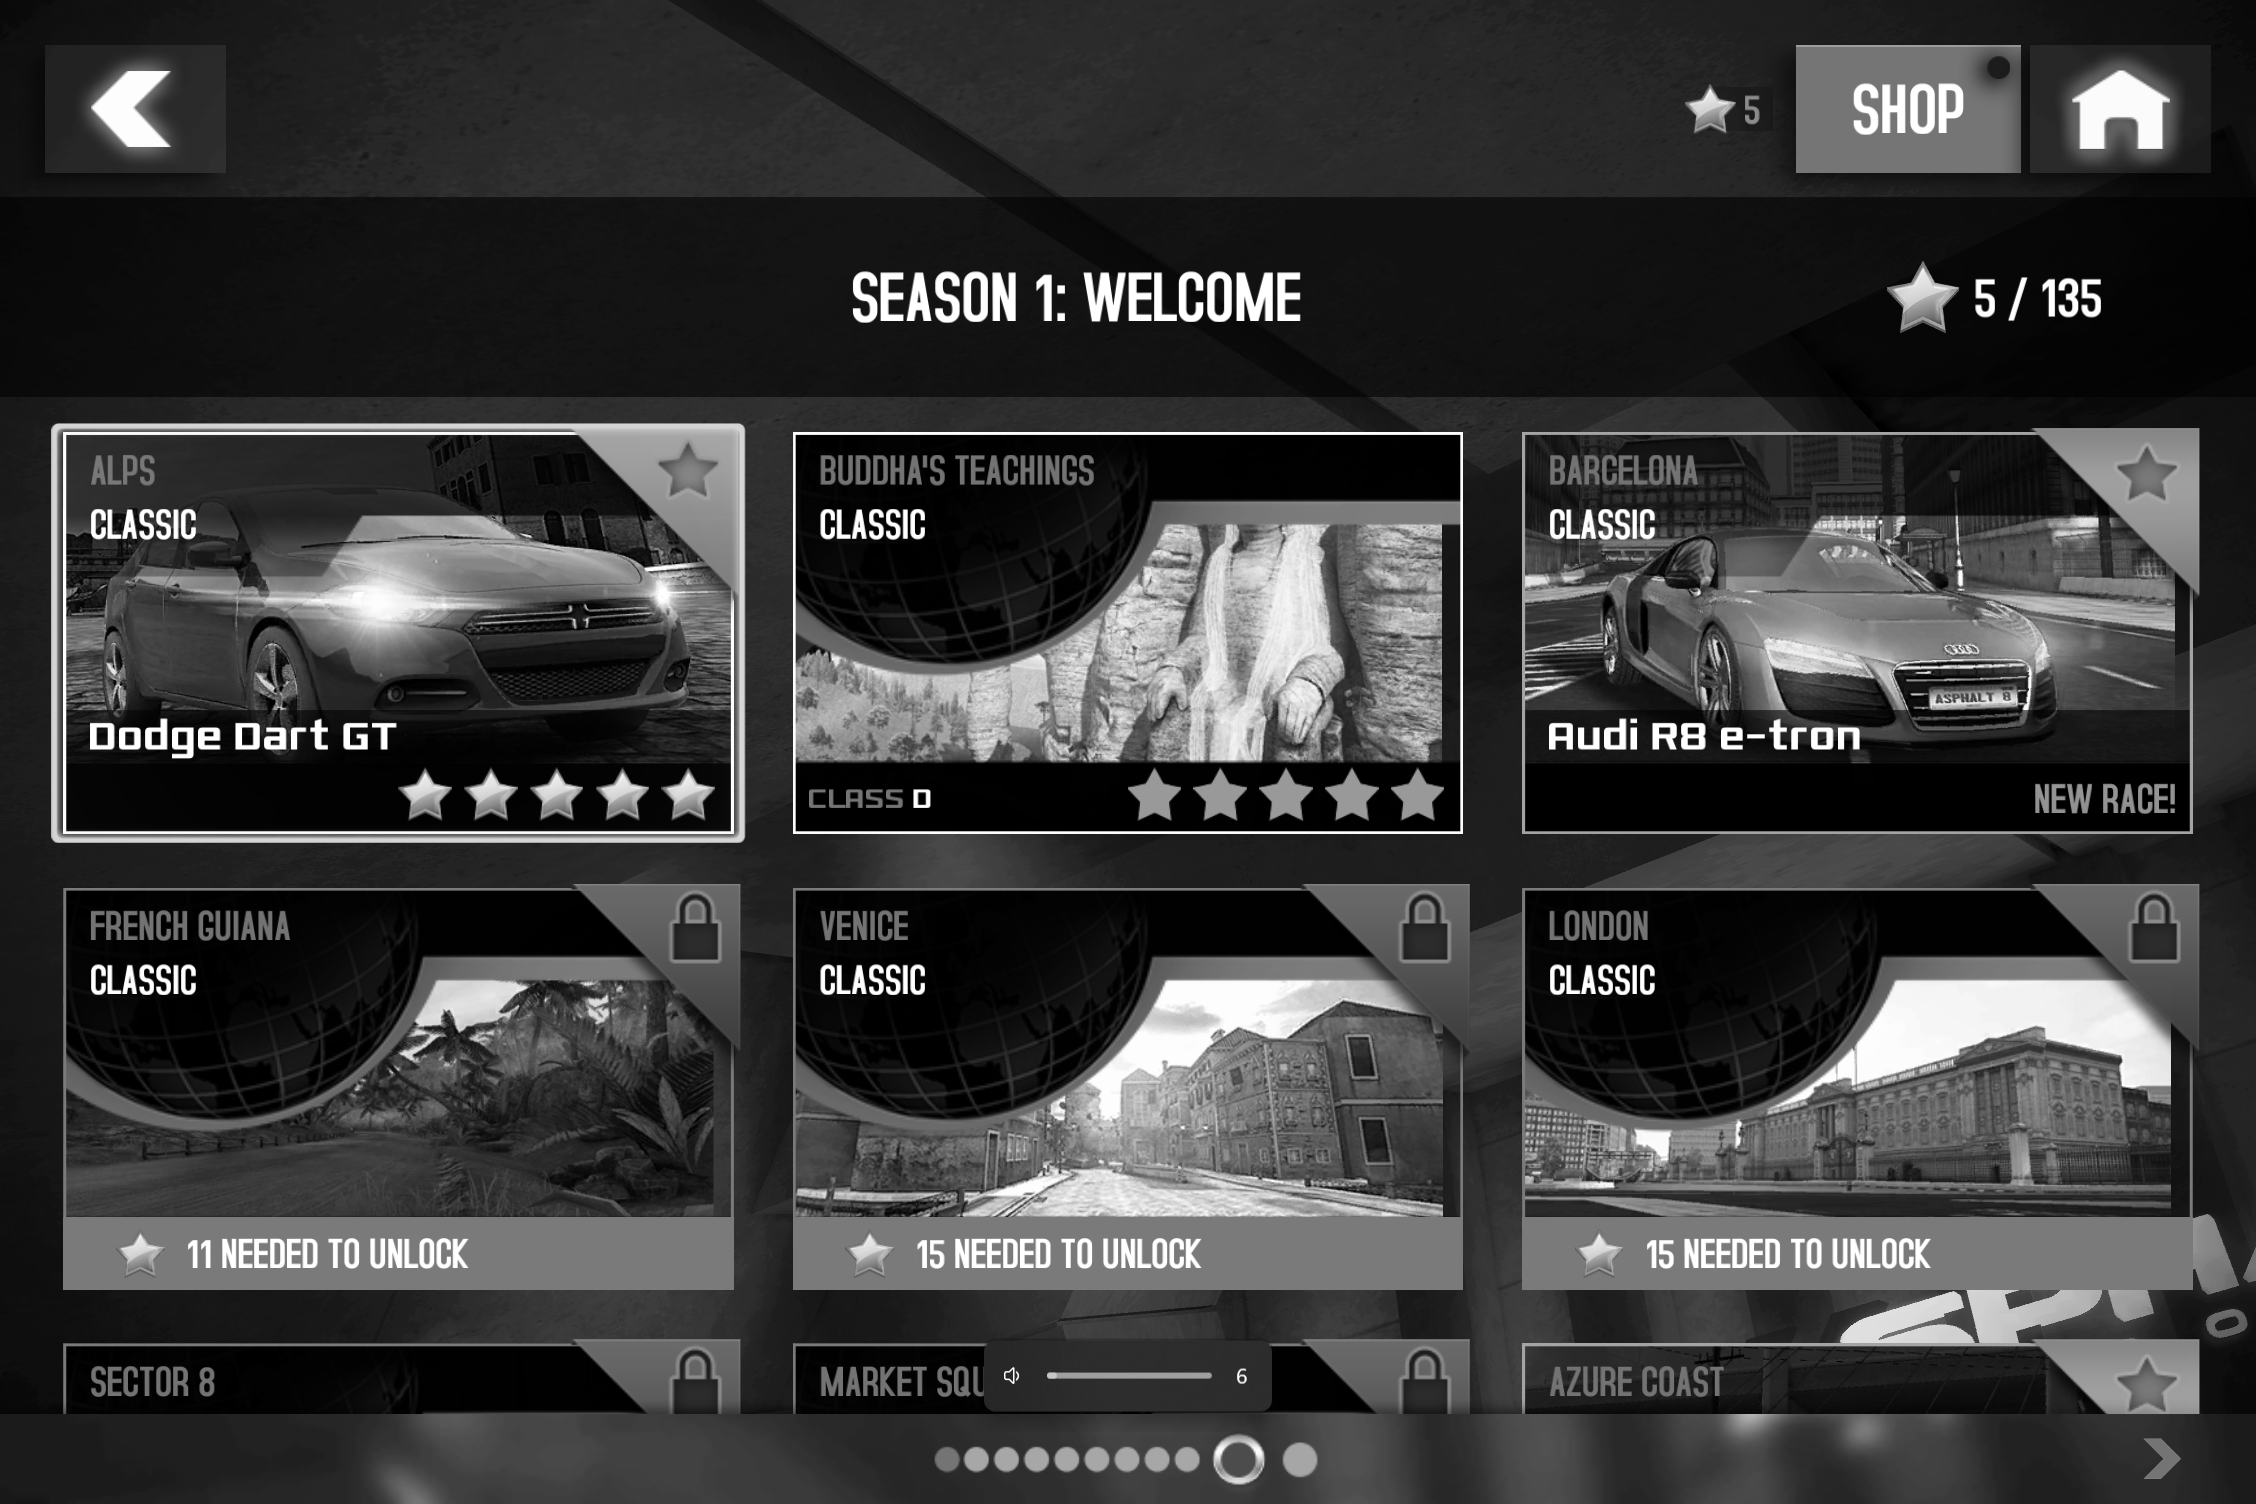 5
SHOP
SEASON 1: WELCOME
5 / 135
ALPS
CLASSIC
Dodge Dart GT
BUDDHA'S TEACHINGS
CLASSIC
CLASS D
BARCELONA
CLASSIC
ASPHALT 8
Audi R8 e-tron
NEW RACE!
FRENCH GUIANA
CLASSIC
11 NEEDED TO UNLOCK
VENICE
CLASSIC
15 NEEDED TO UNLOCK
LONDON
CLASSIC
15 NEEDED TO UNLOCK
SECTOR 8
MARKET SQU
6
AZURE COAST